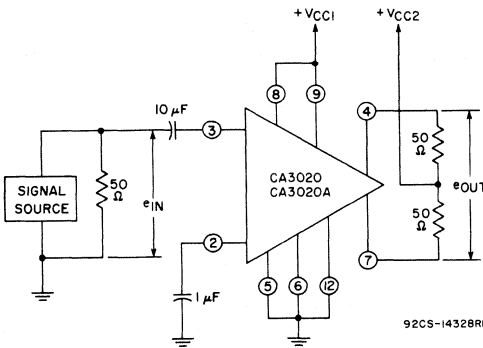 +VCC1
+VCC2
8
9
4
10 μF
3
50
Ω
SIGNAL
SOURCE
50
Ω
eIN
CA3020
CA3020A
eOUT
50
Ω
2
7
1 μF
5
6
12
92CS-14328RI